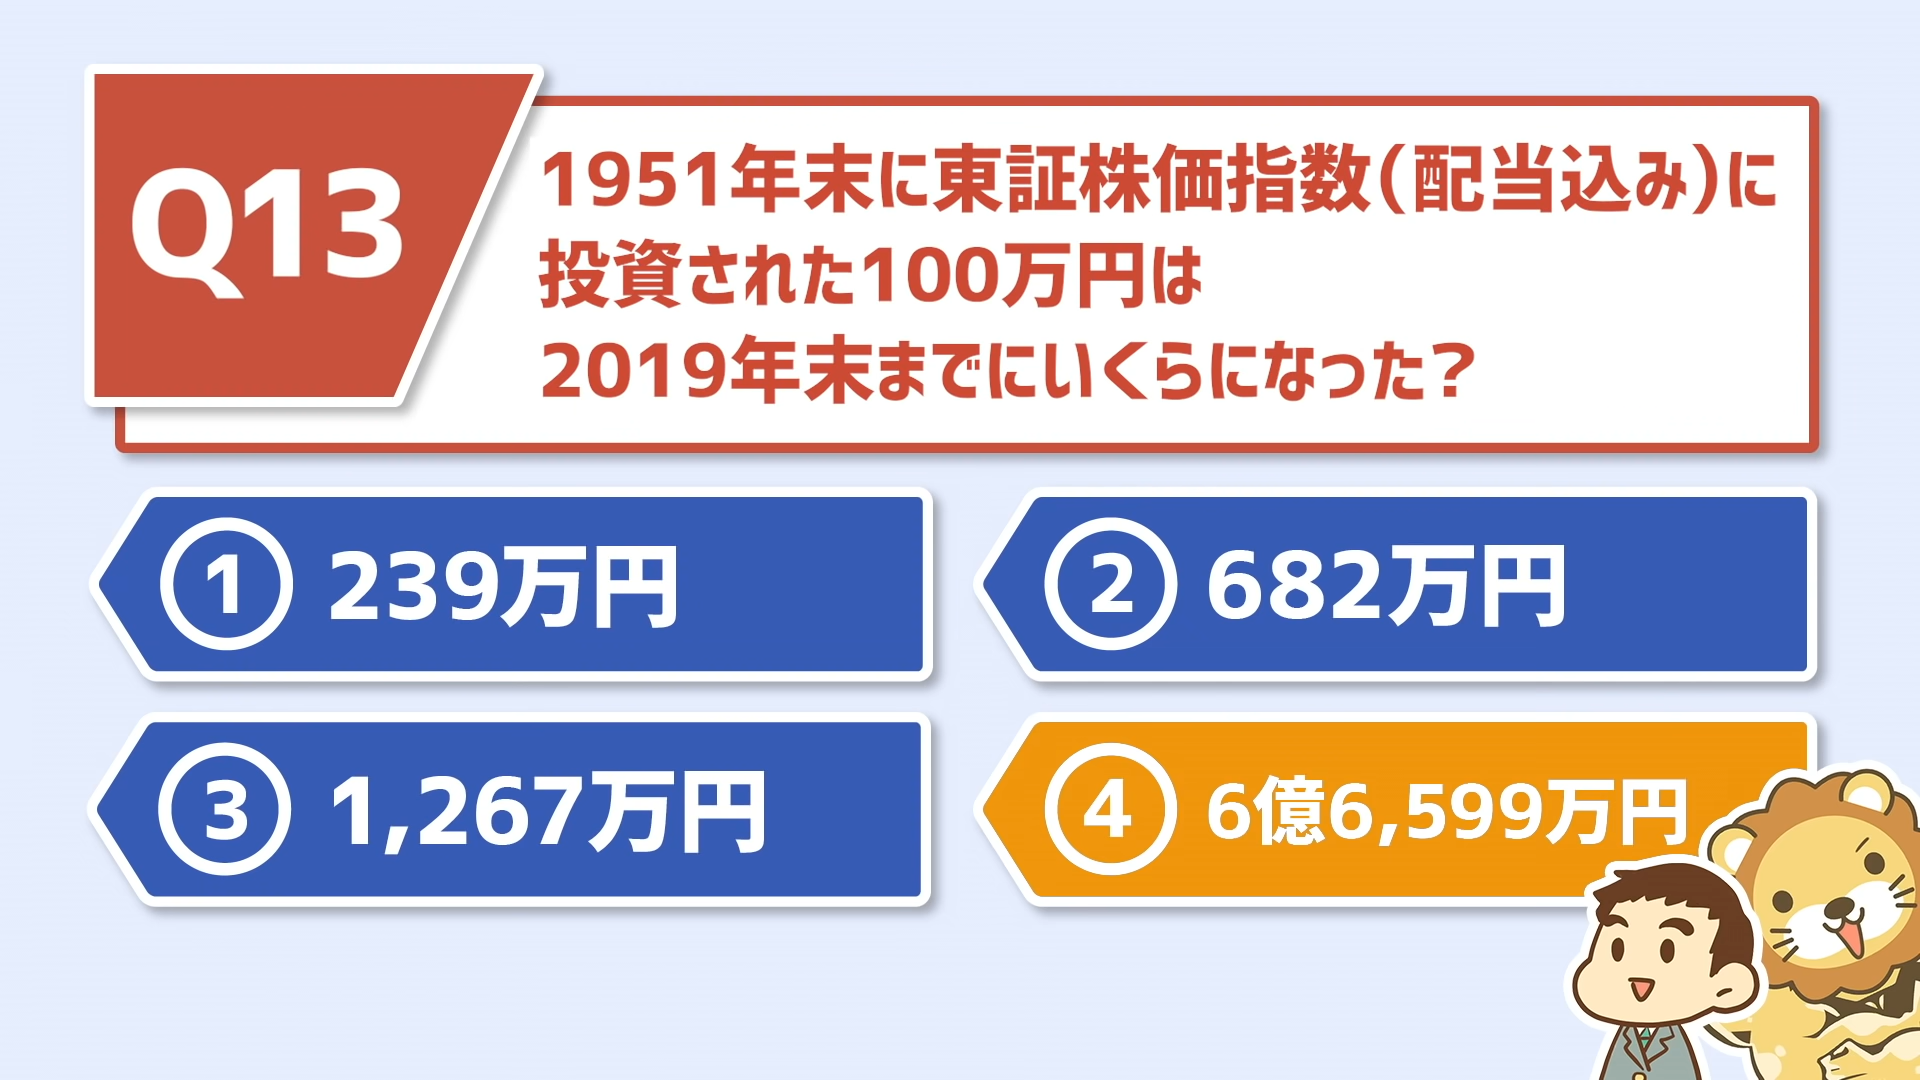 Q13
1951年末に東証株価指数(配当込み)に
投資された100万円は
2019年末までにいくらになった?
① 239万円
② 682万円
③ 1,267万円
④ 6億6,599万円